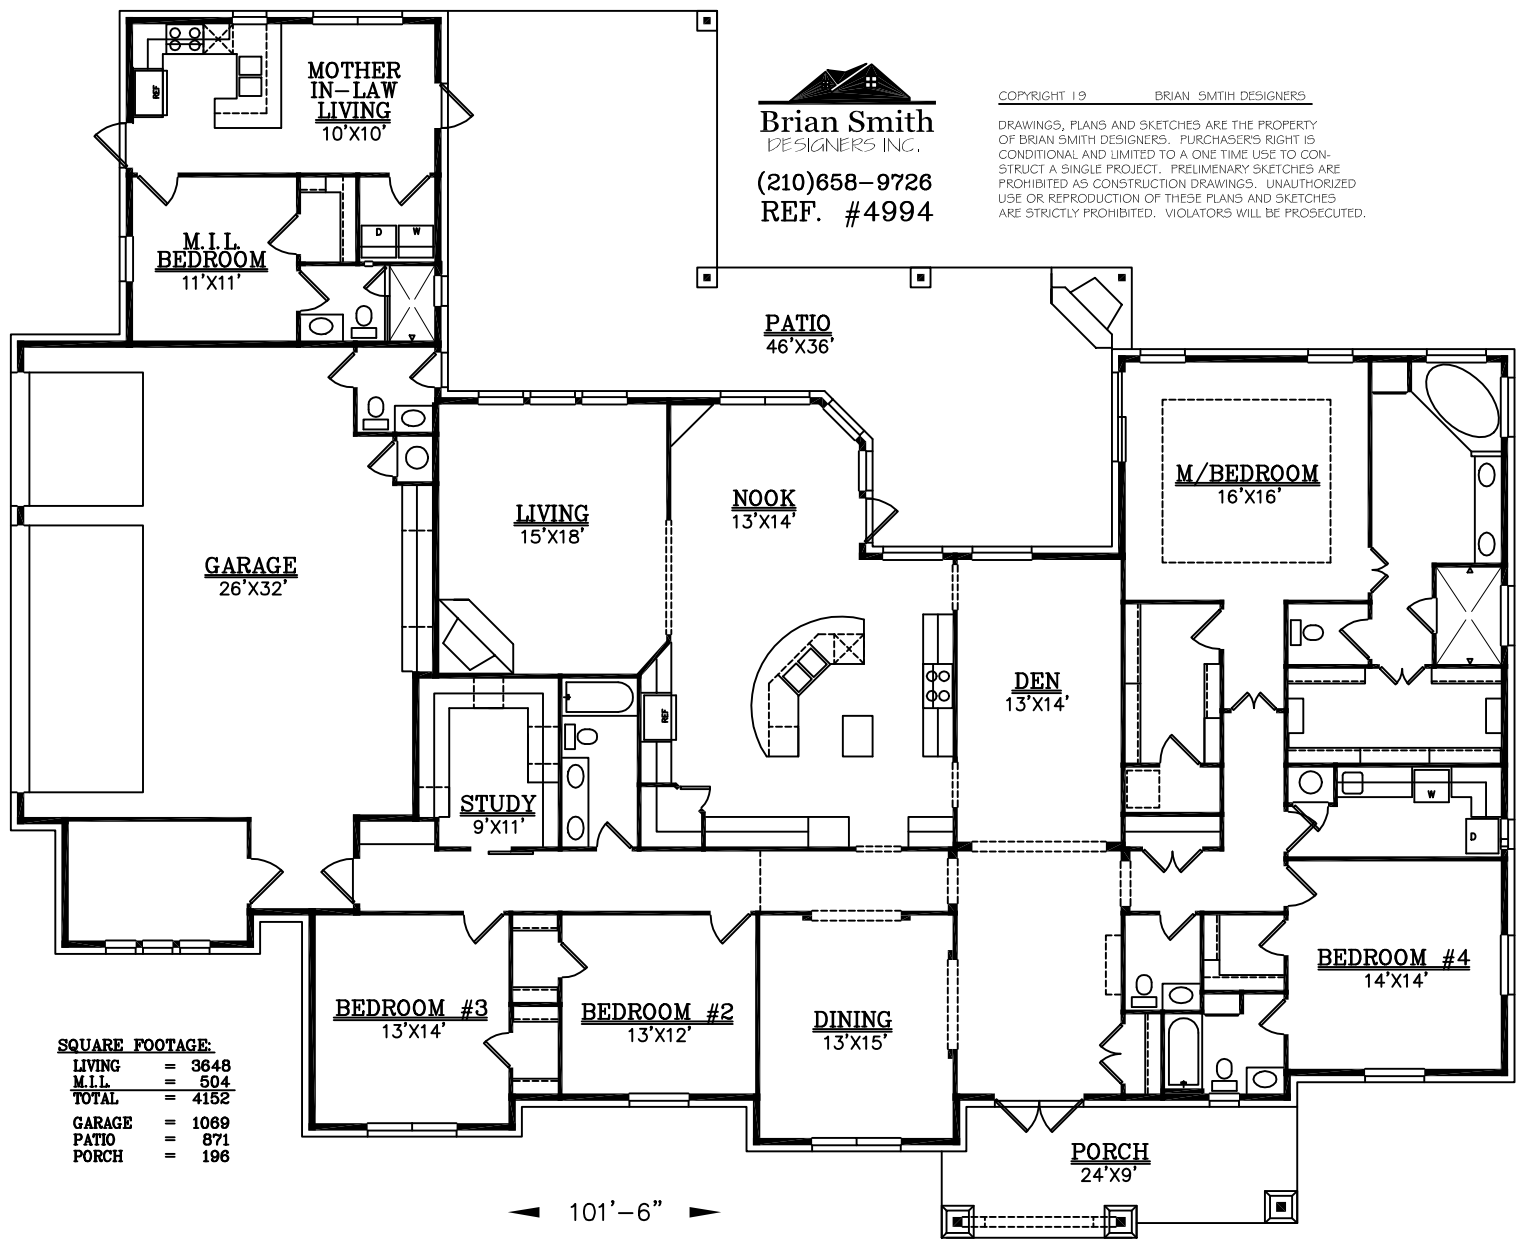 MOTHER
IN-LAW
LIVING
10'X10'
REF
M.I.L.
BEDROOM
11'X11'
D
W
Brian Smith
DESIGNERS INC.
(210)658-9726
REF. #4994
COPYRIGHT 19 BRIAN SMTIH DESIGNERS
DRAWINGS, PLANS AND SKETCHES ARE THE PROPERTY
OF BRIAN SMITH DESIGNERS. PURCHASER'S RIGHT IS
CONDITIONAL AND LIMITED TO A ONE TIME USE TO CON-
STRUCT A SINGLE PROJECT. PRELIMENARY SKETCHES ARE
PROHIBITED AS CONSTRUCTION DRAWINGS. UNAUTHORIZED
USE OR REPRODUCTION OF THESE PLANS AND SKETCHES
ARE STRICTLY PROHIBITED. VIOLATORS WILL BE PROSECUTED.
PATIO
46'X36'
M/BEDROOM
16'X16'
LIVING
15'X18'
NOOK
13'X14'
GARAGE
26'X32'
DEN
13'X14'
REF
STUDY
9'X11'
W
D
BEDROOM #4
14'X14'
BEDROOM #3
13'X14'
BEDROOM #2
13'X12'
DINING
13'X15'
SQUARE FOOTAGE:
LIVING = 3648
M.I.L. = 504
TOTAL = 4152
GARAGE = 1069
PATIO = 871
PORCH = 196
PORCH
24'X9'
101'-6"